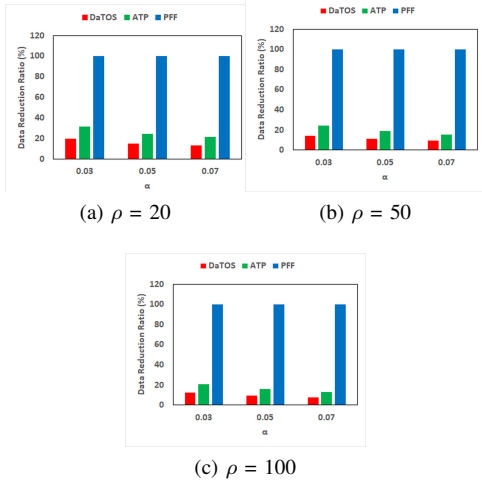 DaTOS ATP PFF
Data Reduction Ratio (%)
120
100
80
60
40
20
0
0.03 0.05 0.07
α
(a) ρ = 20
DaTOS ATP PFF
Data Reduction Ratio (%)
120
100
80
60
40
20
0
0.03 0.05 0.07
α
(b) ρ = 50
DaTOS ATP PFF
Data Reduction Ratio (%)
120
100
80
60
40
20
0
0.03 0.05 0.07
α
(c) ρ = 100